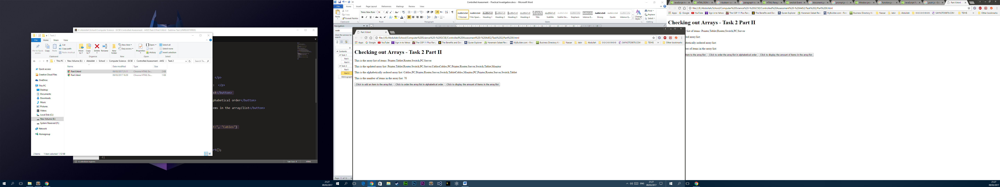 E:\Abdullah\School\Computer Science - GCSE\Controlled Assessment - A452\Task 2\Part II.html - Sublime Text (UNREGISTERED)
Task 2
File Home Share View
Pin to Quick access
Copy
Paste
Cut
Copy path
Paste shortcut
Clipboard
Move to
Copy to
Delete
Rename
Organise
New folder
New item
Easy access
New
Properties
Open
Edit
History
Open
Select all
Select none
Invert selection
Select
This PC > New Volume (E:) > Abdullah > School > Computer Science - GCSE > Controlled Assessment - A452 > Task 2
Search Ta...
Name Date modified Type Size
Part II.html 09/03/2017 21:11 Chrome HTML Do... 2 KB
Part I.html 09/03/2017 16:39 Chrome HTML Do... 1 KB
Quick access
Creative Cloud Files
OneDrive
This PC
Desktop
Documents
Downloads
Music
Pictures
Videos
Local Disk (C:)
New Volume (E:)
System Reserved (F:)
Network
Homegroup
2 items 1 item selected 1.12 KB
</p>
: </p>
st</button>
phabetical order</button>
ems in the array/list</button>
t:", "Cables")
rt();
41
6 selection regions
Tab Size: 4 HTML
21:27
09/03/2017
Controlled Assessment - Practical Investigation.docx - Microsoft Word
File Home Insert Page Layout References Mailings Review View
Paste
Cut
Copy
Format Painter
Clipboard
Times New Rom 14
Font
Paragraph
AaBbCcDd AaBbCcDd
¶ Normal
¶ No Spaci...
Heading 1
Heading 2
Heading 3
Heading 4
Title
Subtitle
Subtle Em...
Emphasis
Intense E...
Strong
Quote
Intense Q...
Styles
Change Styles
Find
Replace
Select
Editing
Navigation
code
Click the arrows to search
Contents
Task 1
Part I
Part II
Task 2
Part I
Part II
Bibliograph
Page: 11 of 12
Part II.html
file:///E:/Abdullah/School/Computer%20Science%20-%20GCSE/Controlled%20Assessment%20-%20A452/Task%202/Part%20II.html
Apps Google YouTube Sign in to Yahoo The CGP 11 Plus Rang The Benefits and Dan Quran Explorer Haramain Salaat Reco MyBuilder.com - Find Business Directory Nassar Jabir Abdullah SAYNOTO0870.COM T$!H$ » Other bookmarks
Checking out Arrays - Task 2 Part II
This is the array/list of items: Printer,Tablet,Router,Switch,PC,Server
This is the updated array/list: Printer,Tablet,Router,Switch,PC,Server,CablesCables,PC,Printer,Router,Server,Switch,Tablet,Monitor
This is the alphabetically ordered array/list: Cables,PC,Printer,Router,Server,Switch,TabletCables,Monitor,PC,Printer,Router,Server,Switch,Tablet
This is the number of items in the array/list: 78
Click to add an item to the array/list Click to order the array/list in alphabetical order Click to display the amount of items in the array/list
ENG
21:27
09/03/2017
JavaScript Ar
HTML DOM
<button> on
paragraph ta
HTML Parag
onclick Event
document.ge
prompt js - G
Window pro
function js -
JavaScript Fu
.push js - Go
Part II.html
file:///E:/Abdullah/School/Computer%20Science%20-%20GCSE/Controlled%20Assessment%20-%20A452/Task%202/Part%20II.html
Apps Google YouTube Sign in to Yahoo The CGP 11 Plus Rang The Benefits and Dan Quran Explorer Haramain Salaat Reco MyBuilder.com - Find Business Directory Nassar Jabir Abdullah SAYNOTO0870.COM T$!H$ » Other bookmarks
Checking out Arrays - Task 2 Part II
/list of items: Printer,Tablet,Router,Switch,PC,Server
ted array/list:
abetically ordered array/list:
ber of items in the array/list:
item to the array/list Click to order the array/list in alphabetical order Click to display the amount of items in the array/list
21:27
09/03/2017